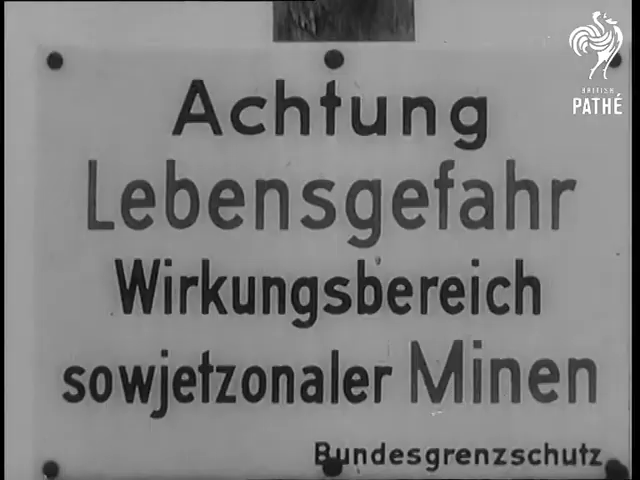 BRITISH
PATHÉ
Achtung
Lebensgefahr
Wirkungsbereich
sowjetzonaler Minen
Bundesgrenzschutz